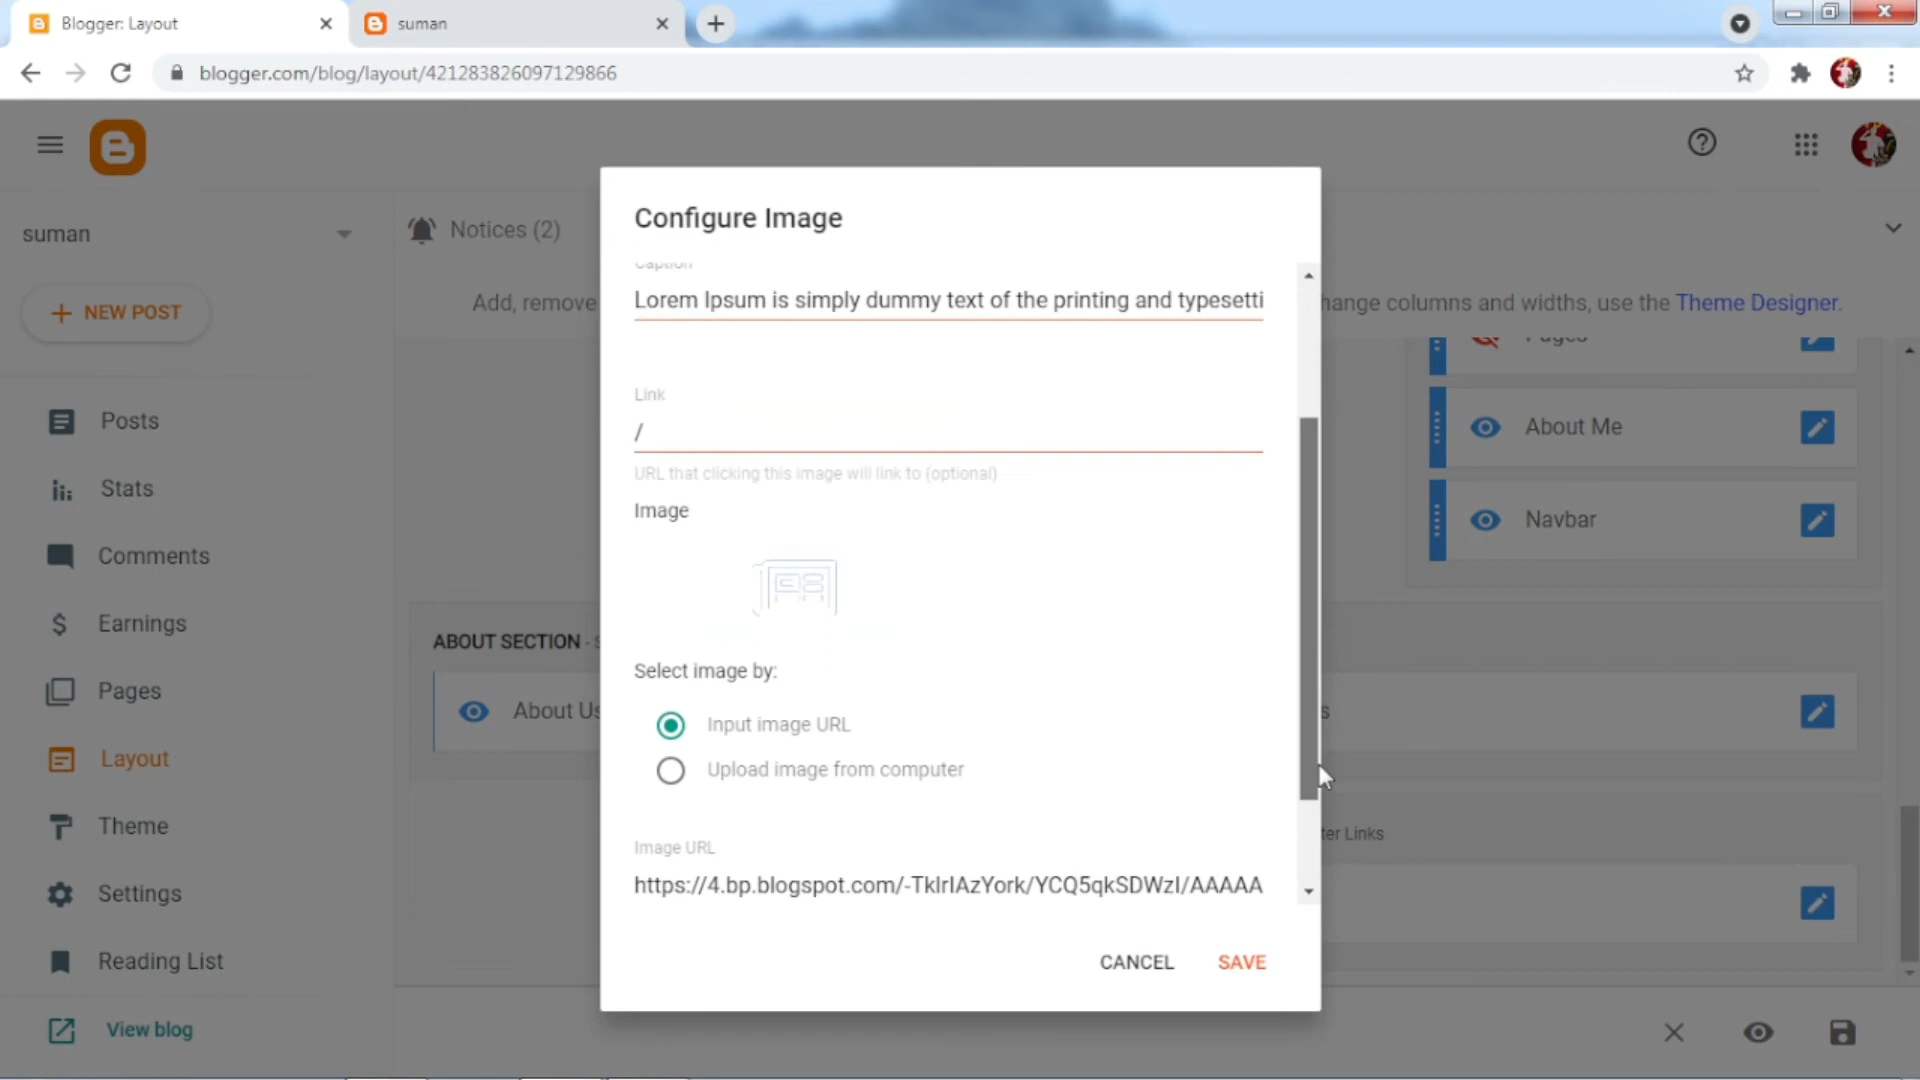 Blogger: Layout
suman
blogger.com/blog/layout/421283826097129866
suman
NEW POST
Posts
Stats
Comments
Earnings
Pages
Layout
Theme
Settings
Reading List
View blog
Notices (2)
Add, remove
hange columns and widths, use the Theme Designer.
Pages
About Me
Navbar
ABOUT SECTION -
About Us
s
ter Links
Configure Image
Caption
Lorem Ipsum is simply dummy text of the printing and typesetti
Link
/
URL that clicking this image will link to (optional)
Image
Select image by:
Input image URL
Upload image from computer
Image URL
https://4.bp.blogspot.com/-TklrIAzYork/YCQ5qkSDWzI/AAAAA
CANCEL
SAVE